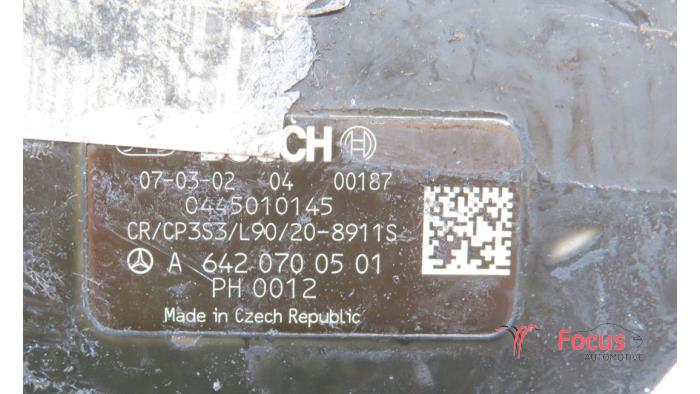 BOSCH
07-03-02 04 00187
0445010145
CR/CP3S3/L90/20-8911S
A 642 070 05 01
PH 0012
Made in Czech Republic
Focus
AUTOMOTIVE